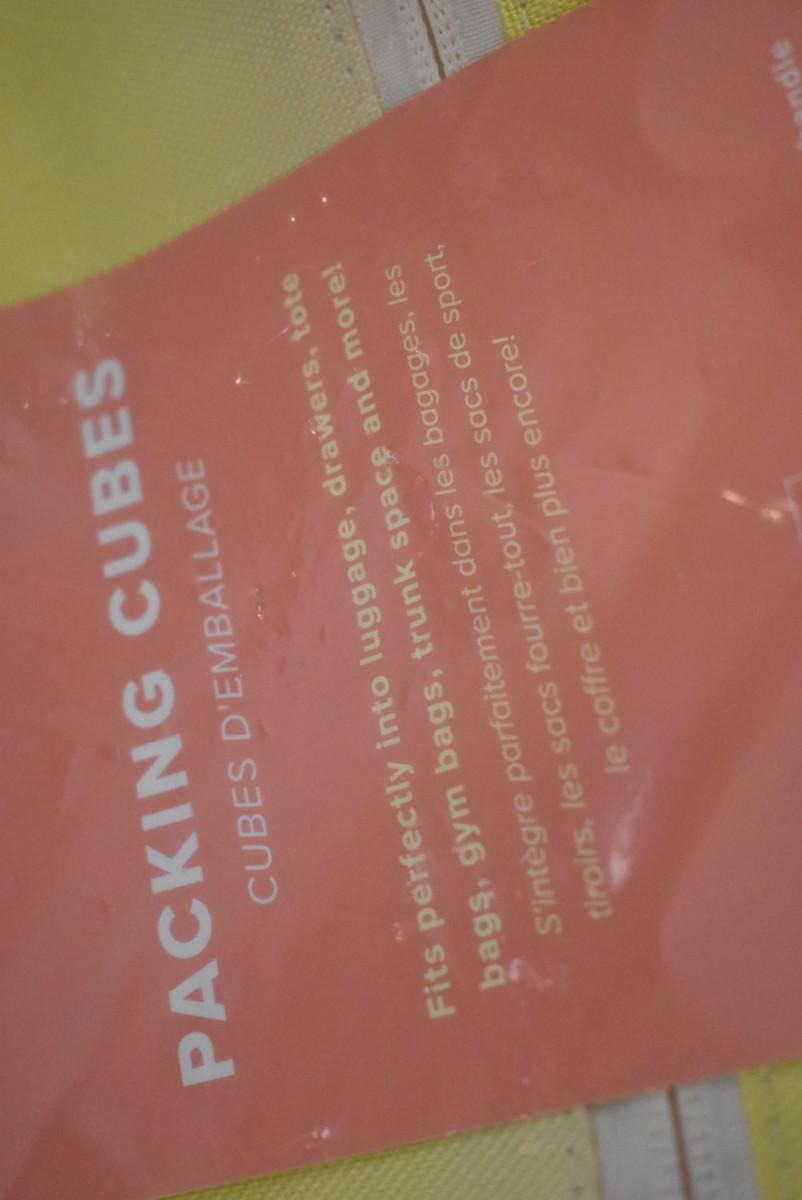 PACKING CUBES
CUBES D'EMBALLAGE
Fits perfectly into luggage, drawers, tote
bags, gym bags, trunk space and more!
S'intègre parfaitement dans les bagages, les
tiroirs, les sacs fourre-tout, les sacs de sport,
le coffre et bien plus encore!